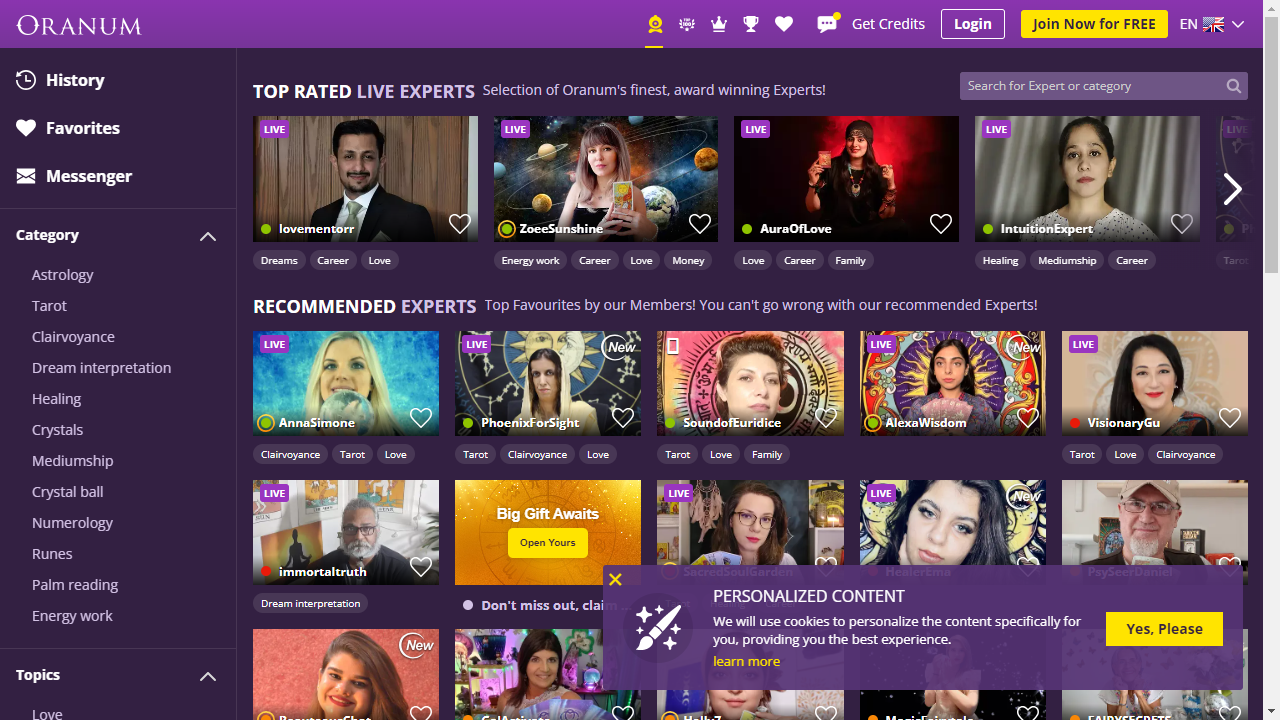 ORANUM
Get Credits
Login
Join Now for FREE
EN
History
Favorites
Messenger
Category
Astrology
Tarot
Clairvoyance
Dream interpretation
Healing
Crystals
Mediumship
Crystal ball
Numerology
Runes
Palm reading
Energy work
Topics
Love
TOP RATED LIVE EXPERTS Selection of Oranum's finest, award winning Experts!
Search for Expert or category
LIVE LIVE LIVE LIVE LIVE
lovementorr ZoeeSunshine AuraOfLove IntuitionExpert
Dreams Career Love Energy work Career Love Money Love Career Family Healing Mediumship Career Tarot
RECOMMENDED EXPERTS Top Favourites by our Members! You can't go wrong with our recommended Experts!
LIVE LIVE New LIVE New LIVE
AnnaSimone PhoenixForSight SoundofEuridice AlexaWisdom VisionaryGu
Clairvoyance Tarot Love Tarot Clairvoyance Love Tarot Love Family Tarot Love Clairvoyance
LIVE LIVE LIVE New
Big Gift Awaits
Open Yours
immortaltruth SacredSoulGarden HealerEma PsySeerDaniel
Dream interpretation
Don't miss out, claim ...
New
PERSONALIZED CONTENT
We will use cookies to personalize the content specifically for
you, providing you the best experience.
learn more
Yes, Please